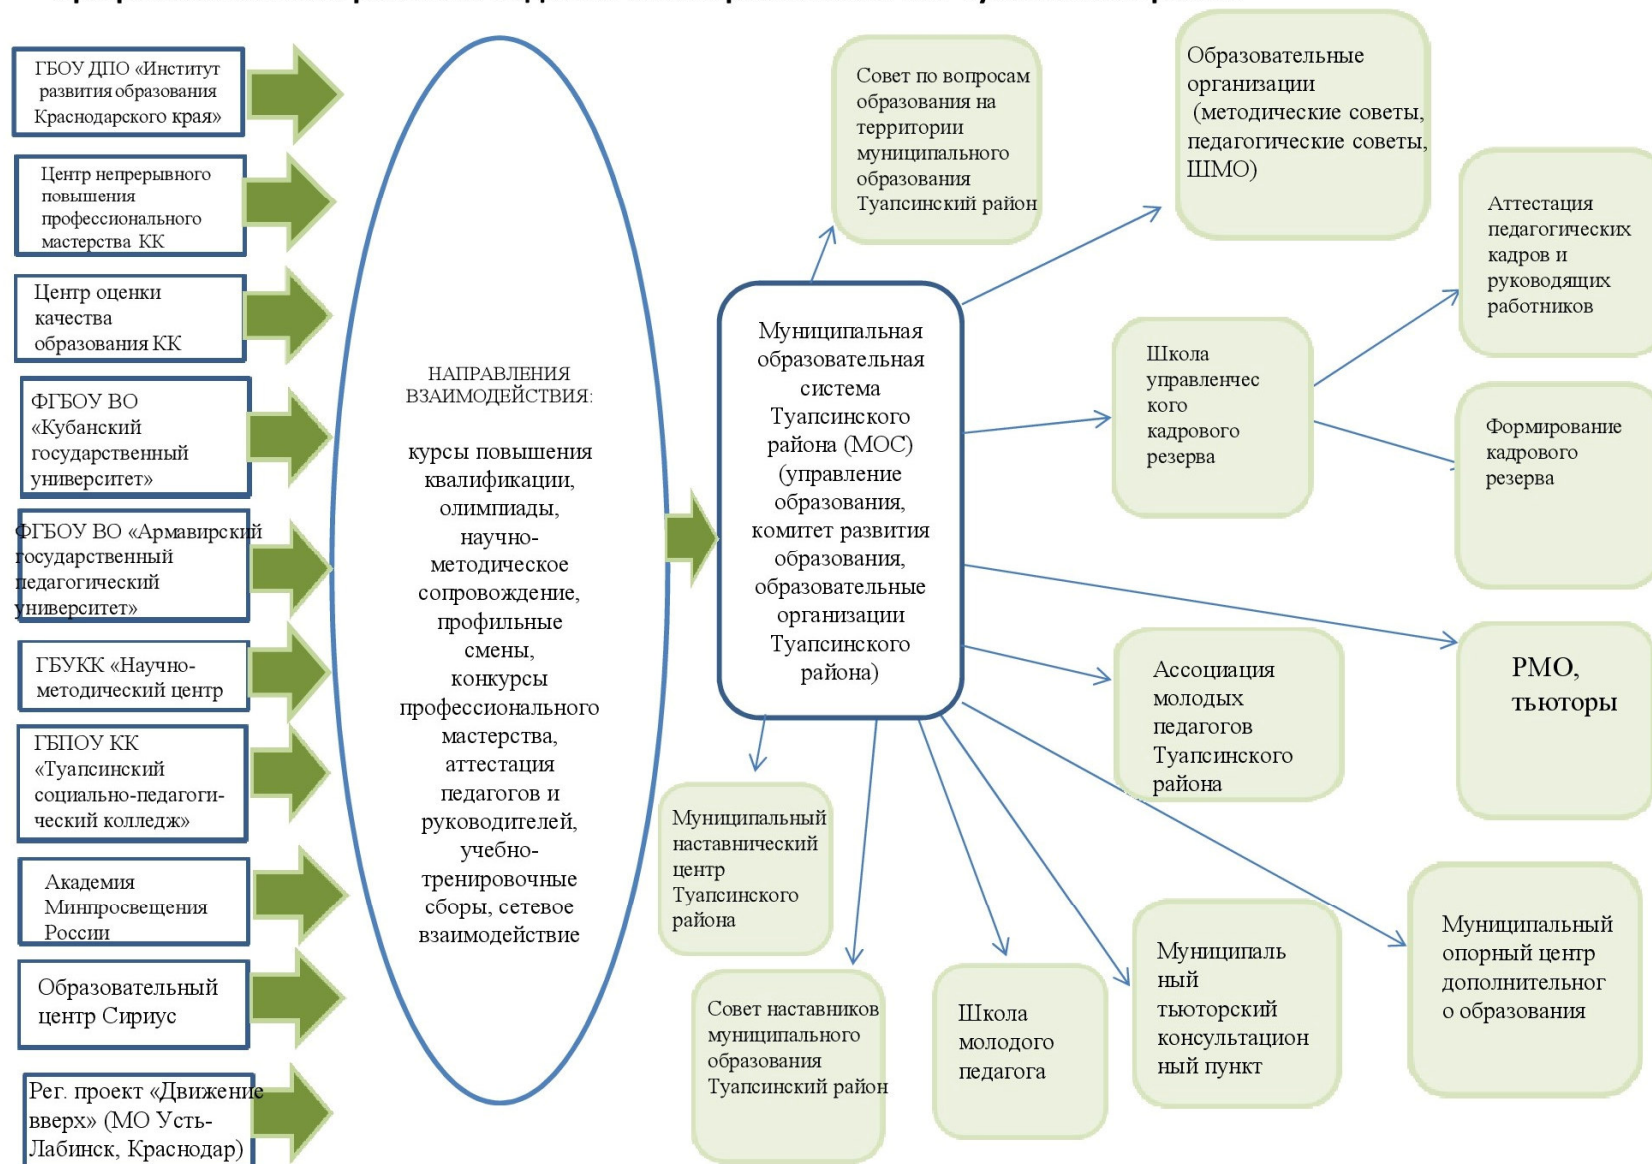 ГБОУ ДПО «Институт
развития образования
Краснодарского края»
Центр непрерывного
повышения
профессионального
мастерства КК
Центр оценки
качества
образования КК
ФГБОУ ВО
«Кубанский
государственный
университет»
ФГБОУ ВО «Армавирский
государственный
педагогический
университет»
ГБУКК «Научно-
методический центр
ГБПОУ КК
«Туапсинский
социально-педагоги-
ческий колледж»
Академия
Минпросвещения
России
Образовательный
центр Сириус
Рег. проект «Движение
вверх» (МО Усть-
Лабинск, Краснодар)
НАПРАВЛЕНИЯ
ВЗАИМОДЕЙСТВИЯ:
курсы повышения
квалификации,
олимпиады,
научно-
методическое
сопровождение,
профильные
смены,
конкурсы
профессионального
мастерства,
аттестация
педагогов и
руководителей,
учебно-
тренировочные
сборы, сетевое
взаимодействие
Муниципальная
образовательная
система
Туапсинского
района (МОС)
(управление
образования,
комитет развития
образования,
образовательные
организации
Туапсинского
района)
Совет по вопросам
образования на
территории
муниципального
образования
Туапсинский район
Образовательные
организации
(методические советы,
педагогические советы,
ШМО)
Школа
управленчес
кого
кадрового
резерва
Аттестация
педагогических
кадров и
руководящих
работников
Формирование
кадрового
резерва
РМО,
тьюторы
Ассоциация
молодых
педагогов
Туапсинского
района
Муниципальный
наставнический
центр
Туапсинского
района
Совет наставников
муниципального
образования
Туапсинский район
Школа
молодого
педагога
Муниципаль
ный
тьюторский
консультацион
ный пункт
Муниципальный
опорный центр
дополнительног
о образования